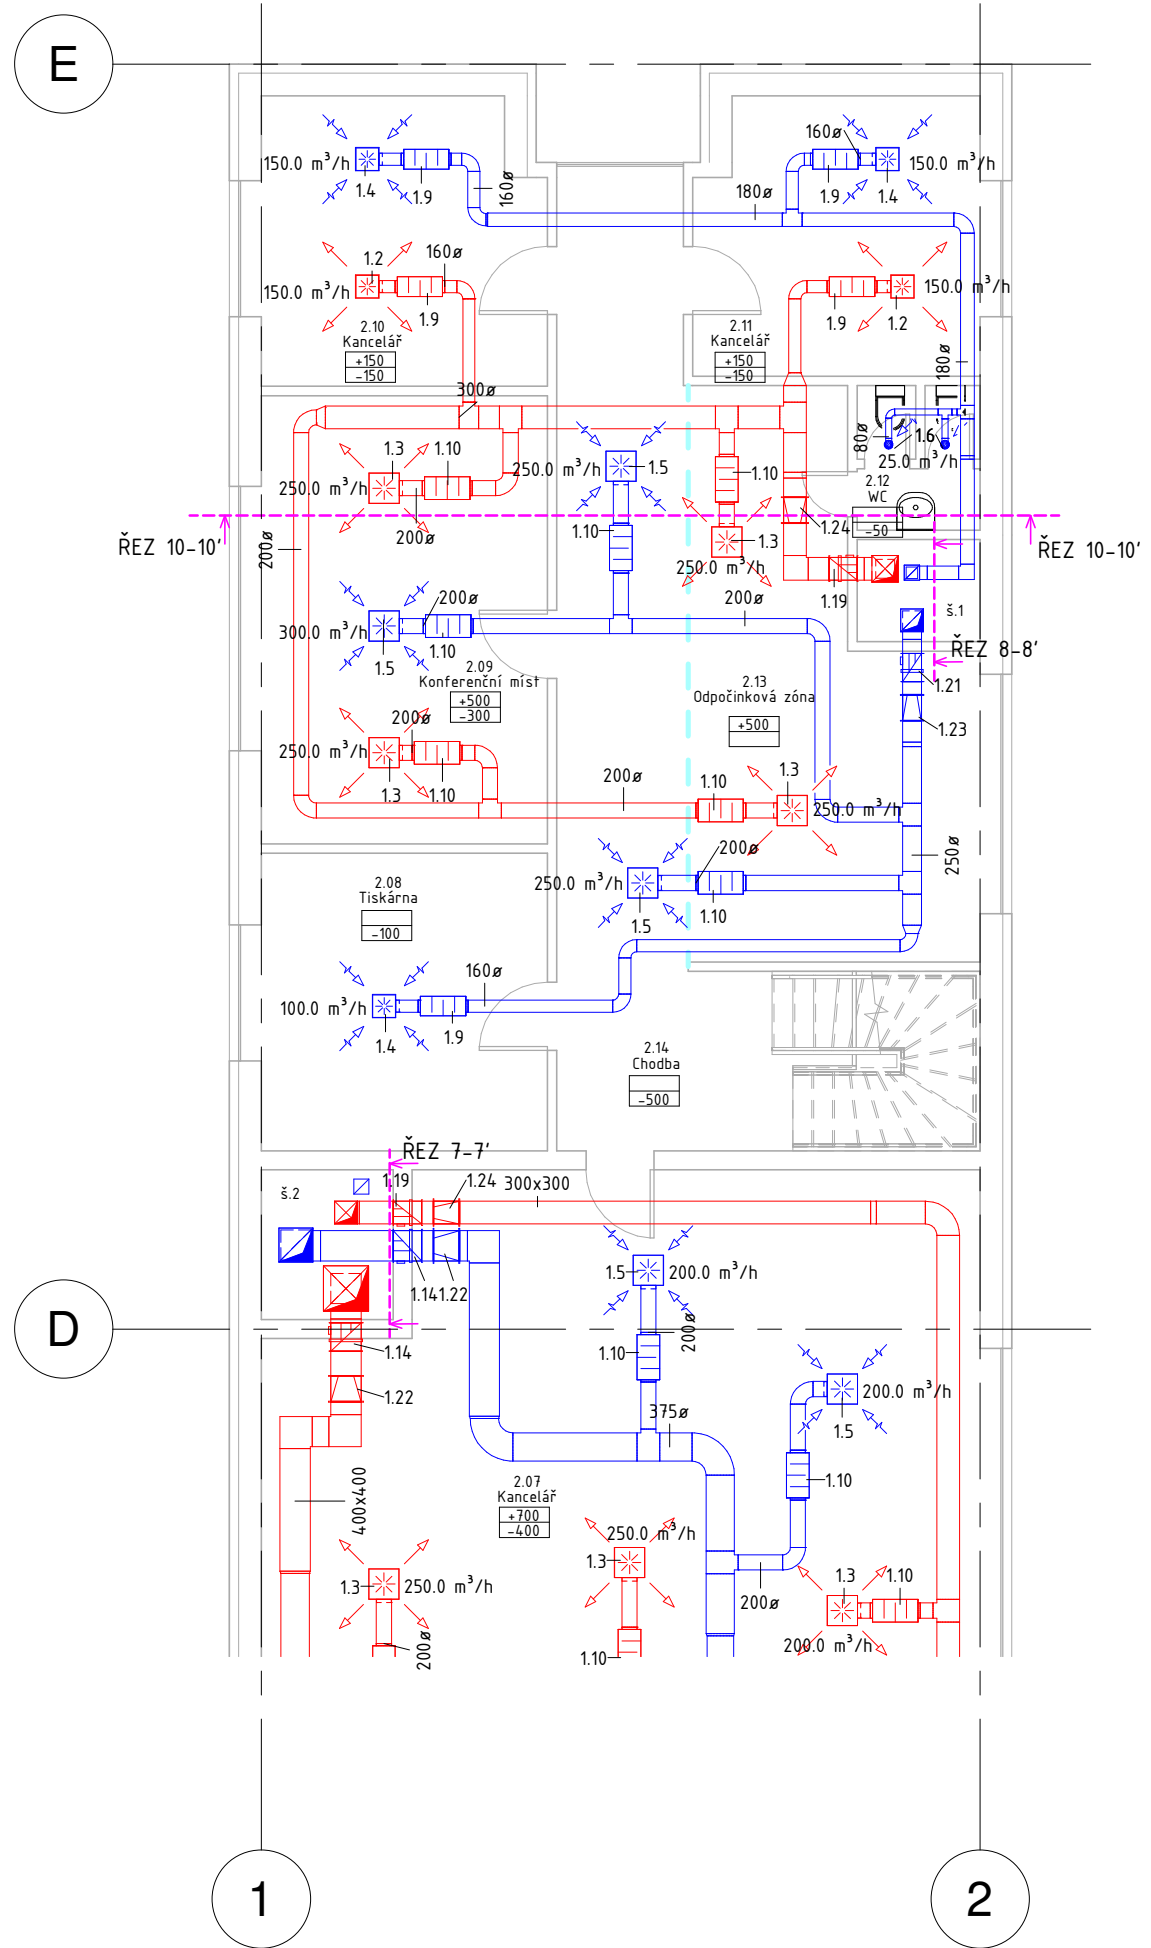 E
160ø
150.0 m³/h
150.0 m³/h
1.4
1.9
160ø
180ø
1.9
1.4
1.2
160ø
150.0 m³/h
150.0 m³/h
1.9
1.9
1.2
2.10
Kancelář
+150
-150
2.11
Kancelář
+150
-150
180ø
300ø
80ø
1.6
25.0 m³/h
1.3
1.10
250.0 m³/h
1.5
1.10
250.0 m³/h
2.12
WC
-50
200ø
200ø
1.10
1.24
1.3
ŘEZ 10-10'
ŘEZ 10-10'
250.0 m³/h
1.19
200ø
200ø
š.1
300.0 m³/h
1.5
1.10
ŘEZ 8-8'
2.09
Konferenční míst
+500
-300
2.13
Odpočinková zóna
+500
1.21
1.23
200ø
250.0 m³/h
1.3
1.10
200ø
1.10
1.3
250.0 m³/h
200ø
250ø
250.0 m³/h
1.5
1.10
2.08
Tiskárna
-100
160ø
100.0 m³/h
1.4
1.9
2.14
Chodba
-500
ŘEZ 7-7'
š.2
1.19
1.24
300x300
1.5
200.0 m³/h
1.14
1.22
D
200ø
1.14
1.10
1.22
200.0 m³/h
375ø
1.5
1.10
400x400
2.07
Kancelář
+700
-400
250.0 m³/h
1.3
1.3
250.0 m³/h
200ø
1.3
1.10
200ø
200.0 m³/h
1.10
1
2